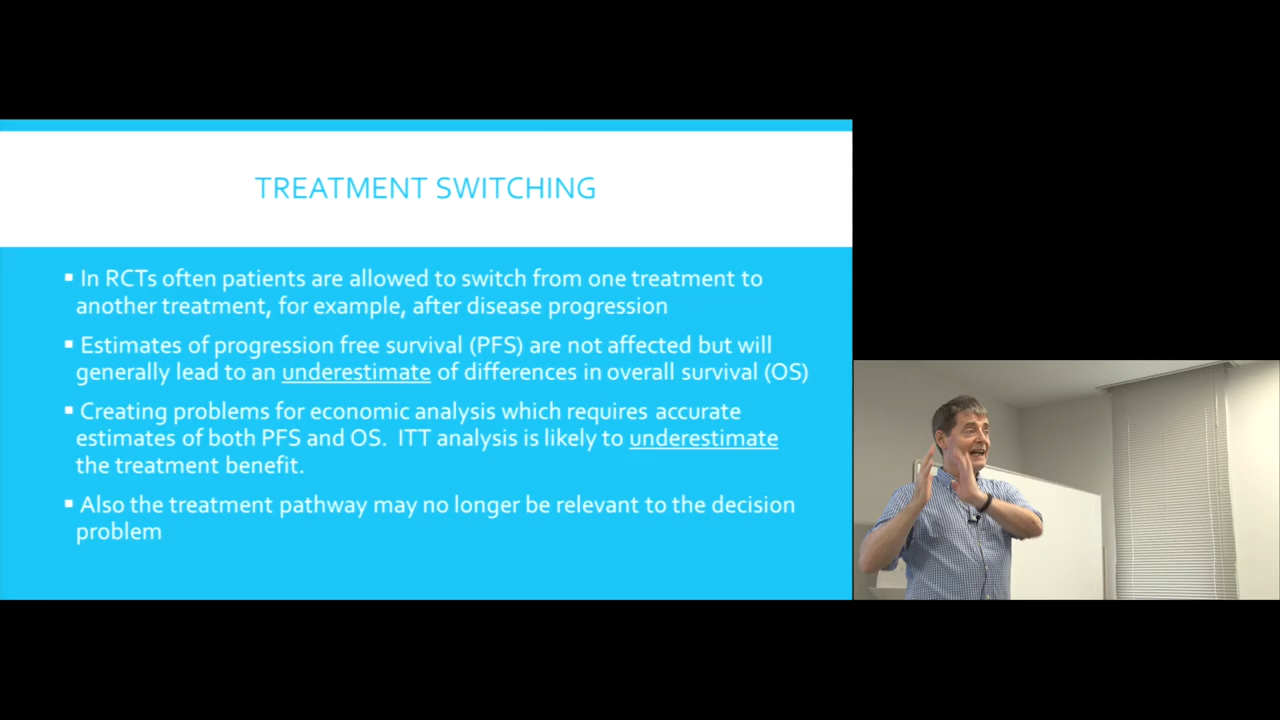 TREATMENT SWITCHING
▪ In RCTs often patients are allowed to switch from one treatment to
another treatment, for example, after disease progression
▪ Estimates of progression free survival (PFS) are not affected but will
generally lead to an underestimate of differences in overall survival (OS)
▪ Creating problems for economic analysis which requires accurate
estimates of both PFS and OS. ITT analysis is likely to underestimate
the treatment benefit.
▪ Also the treatment pathway may no longer be relevant to the decision
problem